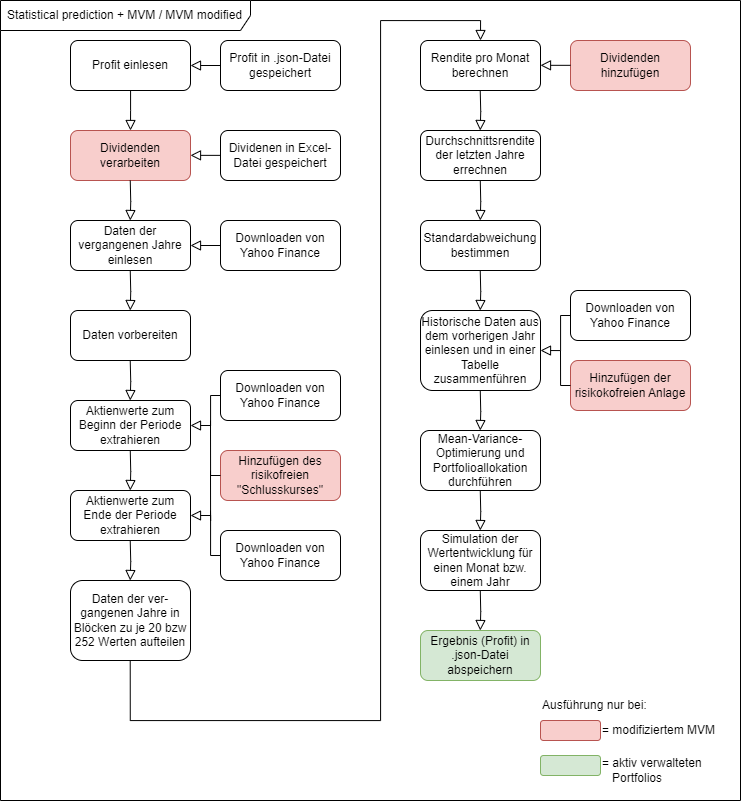 Statistical prediction + MVM / MVM modified
Profit einlesen
Profit in .json-Datei
gespeichert
Dividenden
verarbeiten
Dividenen in Excel-
Datei gespeichert
Daten der
vergangenen Jahre
einlesen
Downloaden von
Yahoo Finance
Daten vorbereiten
Aktienwerte zum
Beginn der Periode
extrahieren
Downloaden von
Yahoo Finance
Hinzufügen des
risikofreien
"Schlusskurses"
Aktienwerte zum
Ende der Periode
extrahieren
Downloaden von
Yahoo Finance
Daten der ver-
gangenen Jahre in
Blöcken zu je 20 bzw
252 Werten aufteilen
Rendite pro Monat
berechnen
Dividenden
hinzufügen
Durchschnittsrendite
der letzten Jahre
errechnen
Standardabweichung
bestimmen
Historische Daten aus
dem vorherigen Jahr
einlesen und in einer
Tabelle
zusammenführen
Downloaden von
Yahoo Finance
Hinzufügen der
risikokofreien Anlage
Mean-Variance-
Optimierung und
Portfolioallokation
durchführen
Simulation der
Wertentwicklung für
einen Monat bzw.
einem Jahr
Ergebnis (Profit) in
.json-Datei
abspeichern
Ausführung nur bei:
= modifiziertem MVM
= aktiv verwalteten
Portfolios